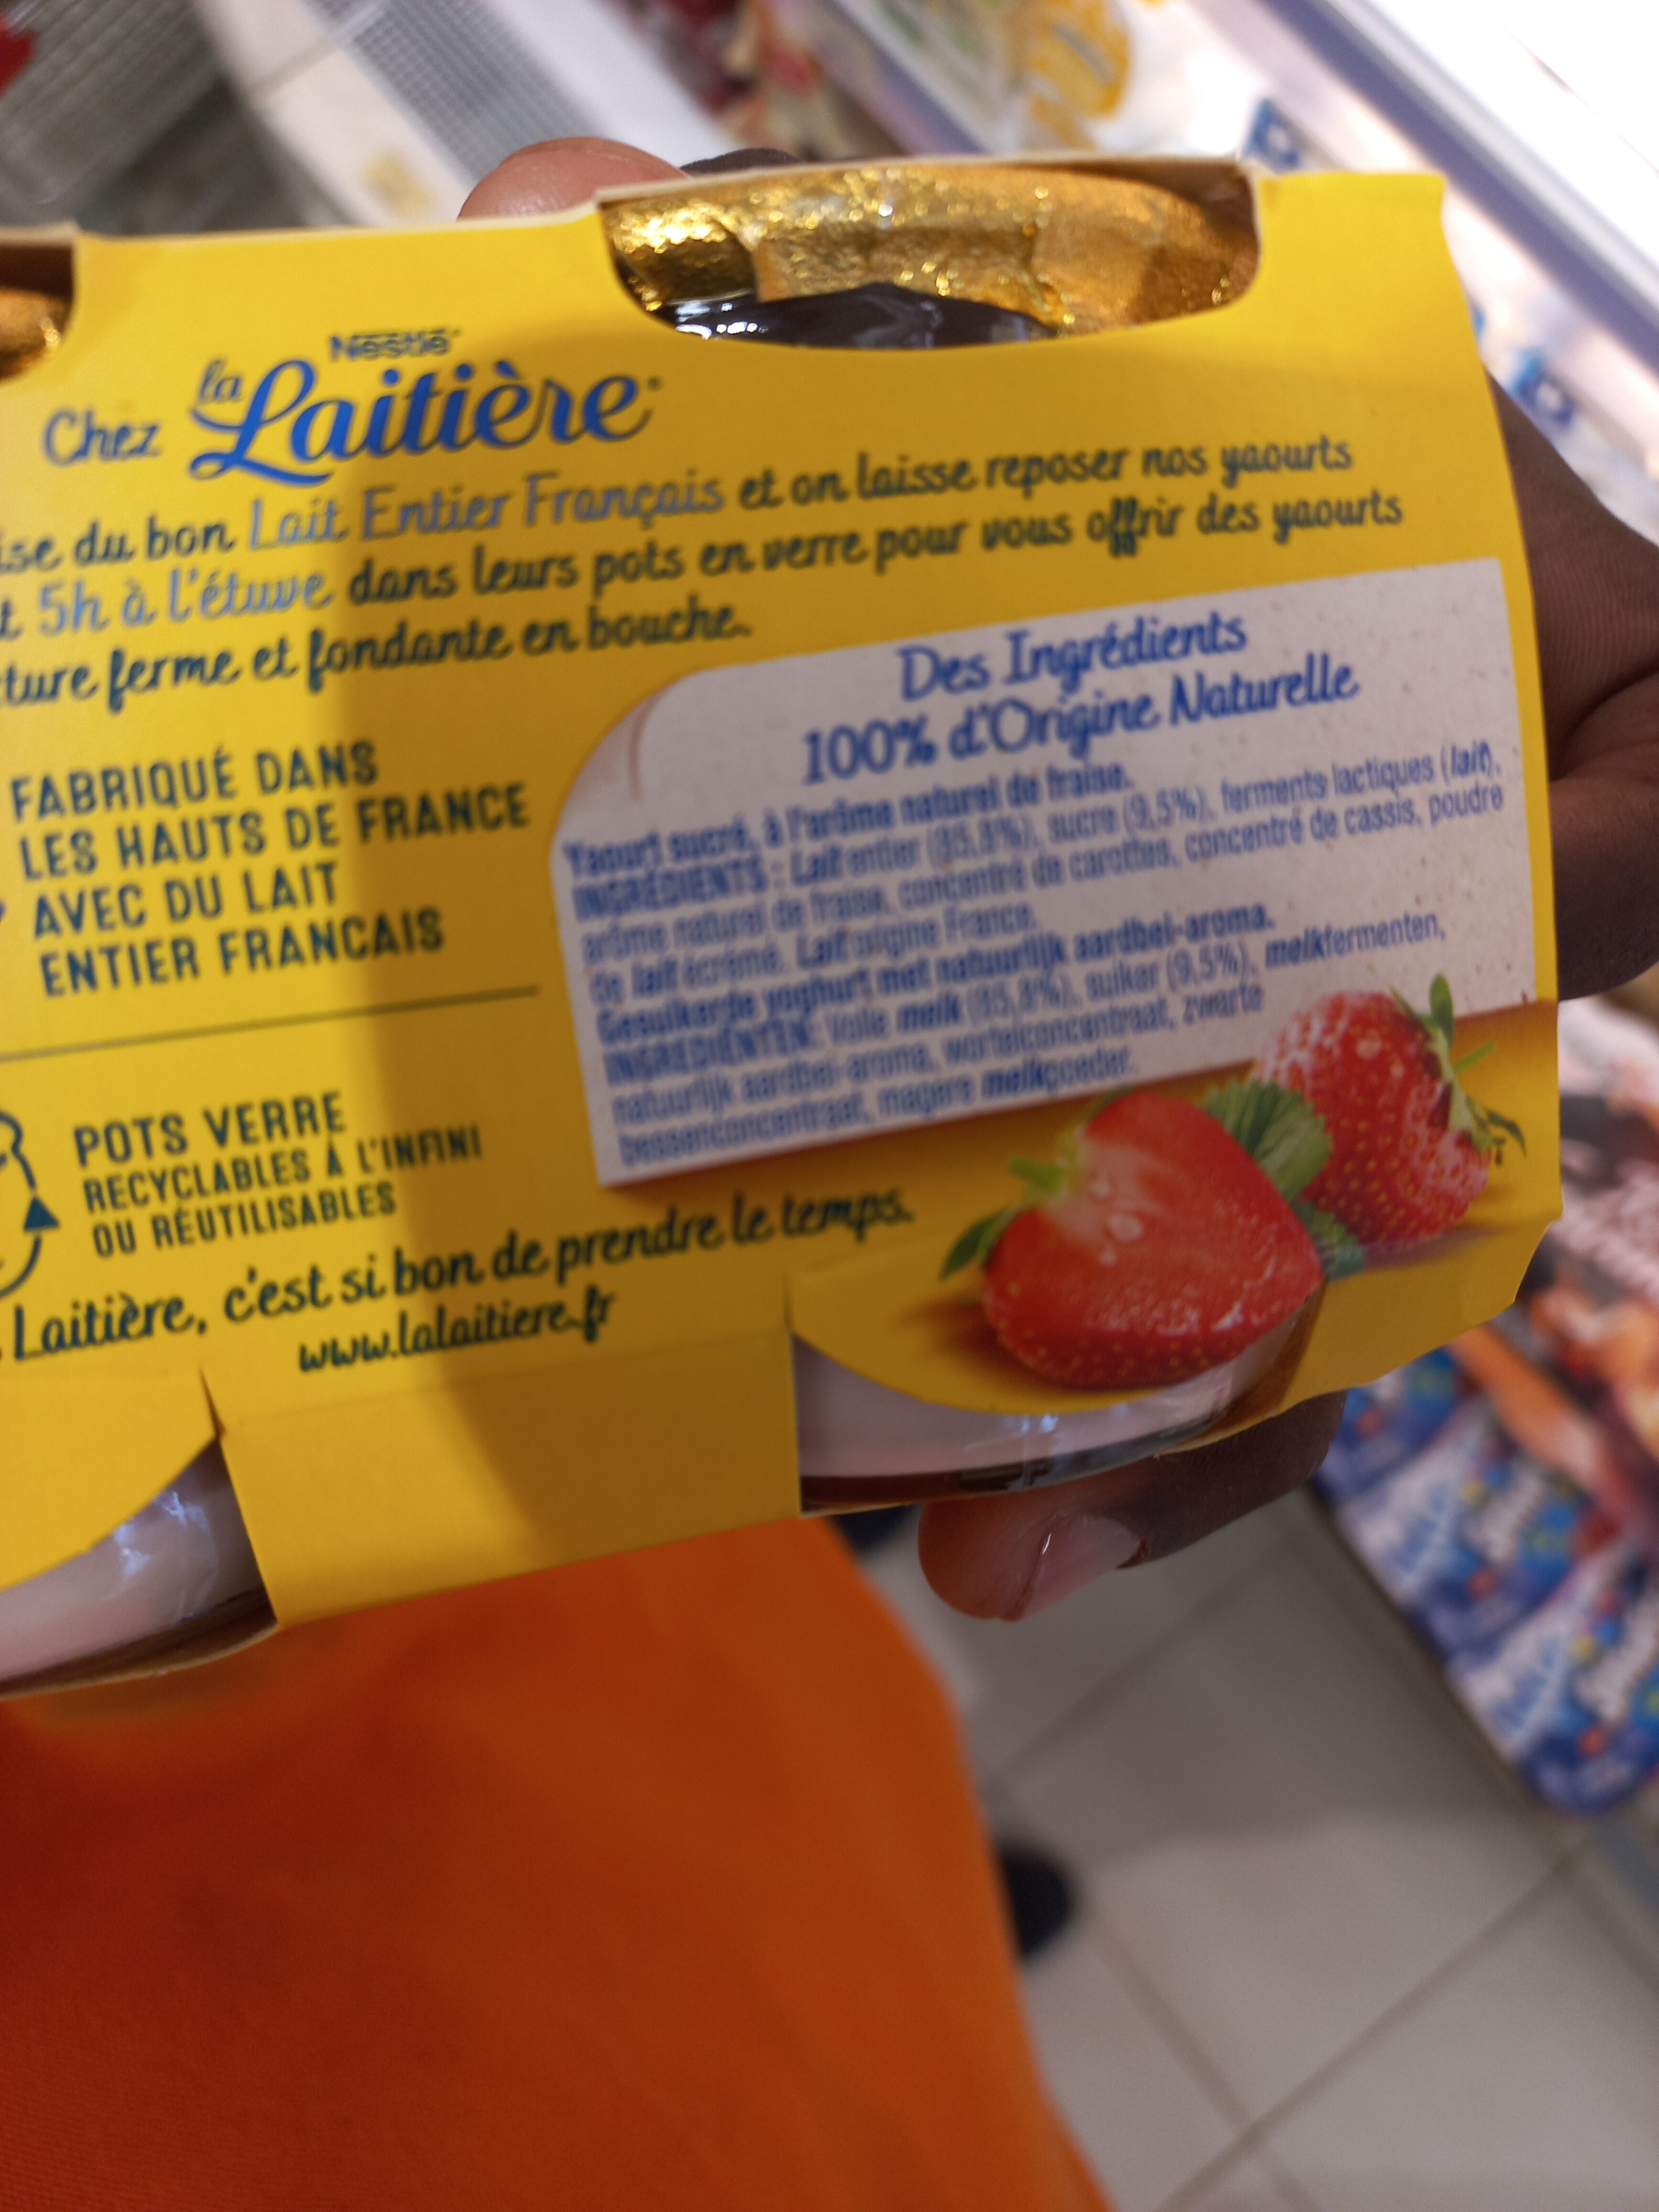 Nestlé
Chez la Laitière
ise du bon Lait Entier Français et on laisse reposer nos yaourts
t 5h à l'étuve dans leurs pots en verre pour vous offrir des yaourts
ture ferme et fondante en bouche.
FABRIQUÉ DANS
LES HAUTS DE FRANCE
AVEC DU LAIT
ENTIER FRANÇAIS
POTS VERRE
RECYCLABLES À L'INFINI
OU RÉUTILISABLES
Laitière, c'est si bon de prendre le temps.
www.lalaitiere.fr
Des Ingrédients
100% d'Origine Naturelle
Yaourt sucré, à l'arôme naturel de fraise.
INGRÉDIENTS : Lait entier (85,8%), sucre (9,5%), ferments lactiques (lait),
arôme naturel de fraise, concentré de carottes, concentré de cassis, poudre
de lait écrémé. Lait origine France.
Gesuikerde yoghurt met natuurlijk aardbei-aroma.
INGREDIËNTEN: Volle melk (85,8%), suiker (9,5%), melkfermenten,
natuurlijk aardbei-aroma, wortelconcentraat, zwarte
bessenconcentraat, magere melkpoeder.